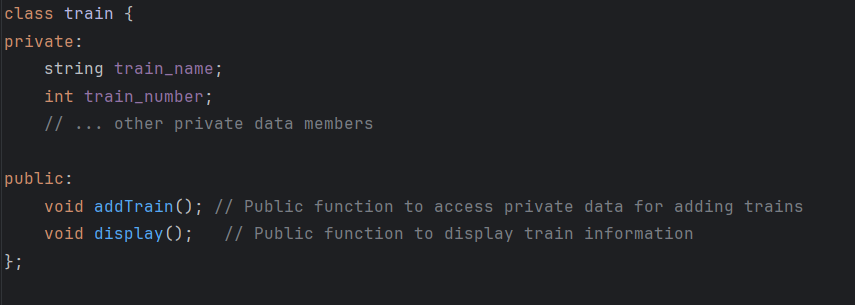 class train {
private:
    string train_name;
    int train_number;
    // ... other private data members

public:
    void addTrain(); // Public function to access private data for adding trains
    void display();   // Public function to display train information
};